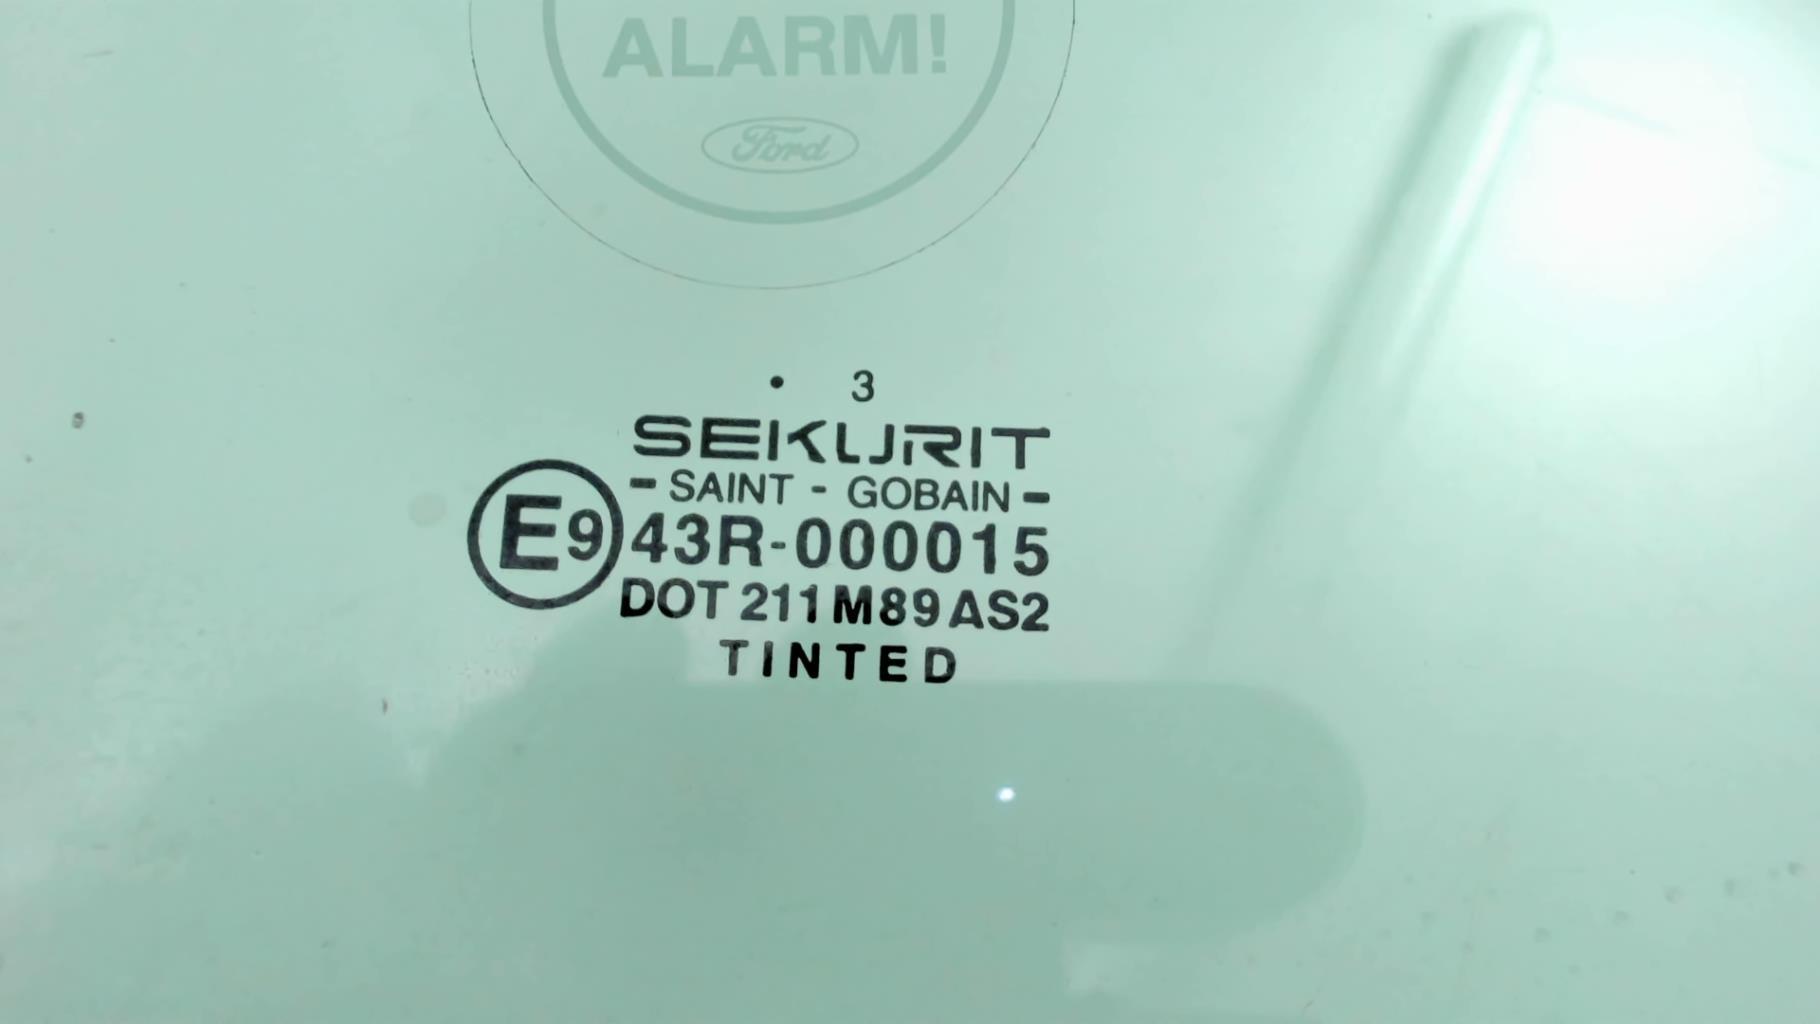 ALARM!
Ford
• 3
SEKURIT
- SAINT - GOBAIN -
E9 43R-000015
DOT 211 M89 AS2
TINTED